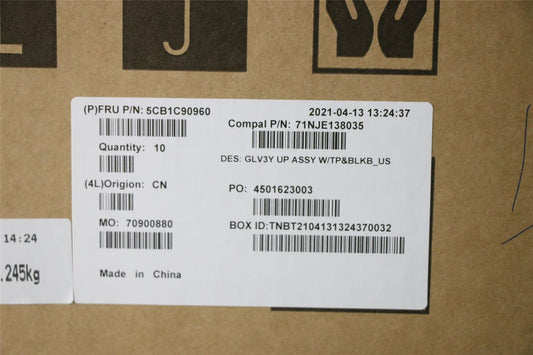 (P)FRU P/N: 5CB1C90960
2021-04-13 13:24:37
Compal P/N: 71NJE138035
Quantity: 10
DES: GLV3Y UP ASSY W/TP&BLKB_US
(4L)Origion: CN
PO: 4501623003
MO: 70900880
BOX ID:TNBT2104131324370032
Made in China
14:24
.245kg